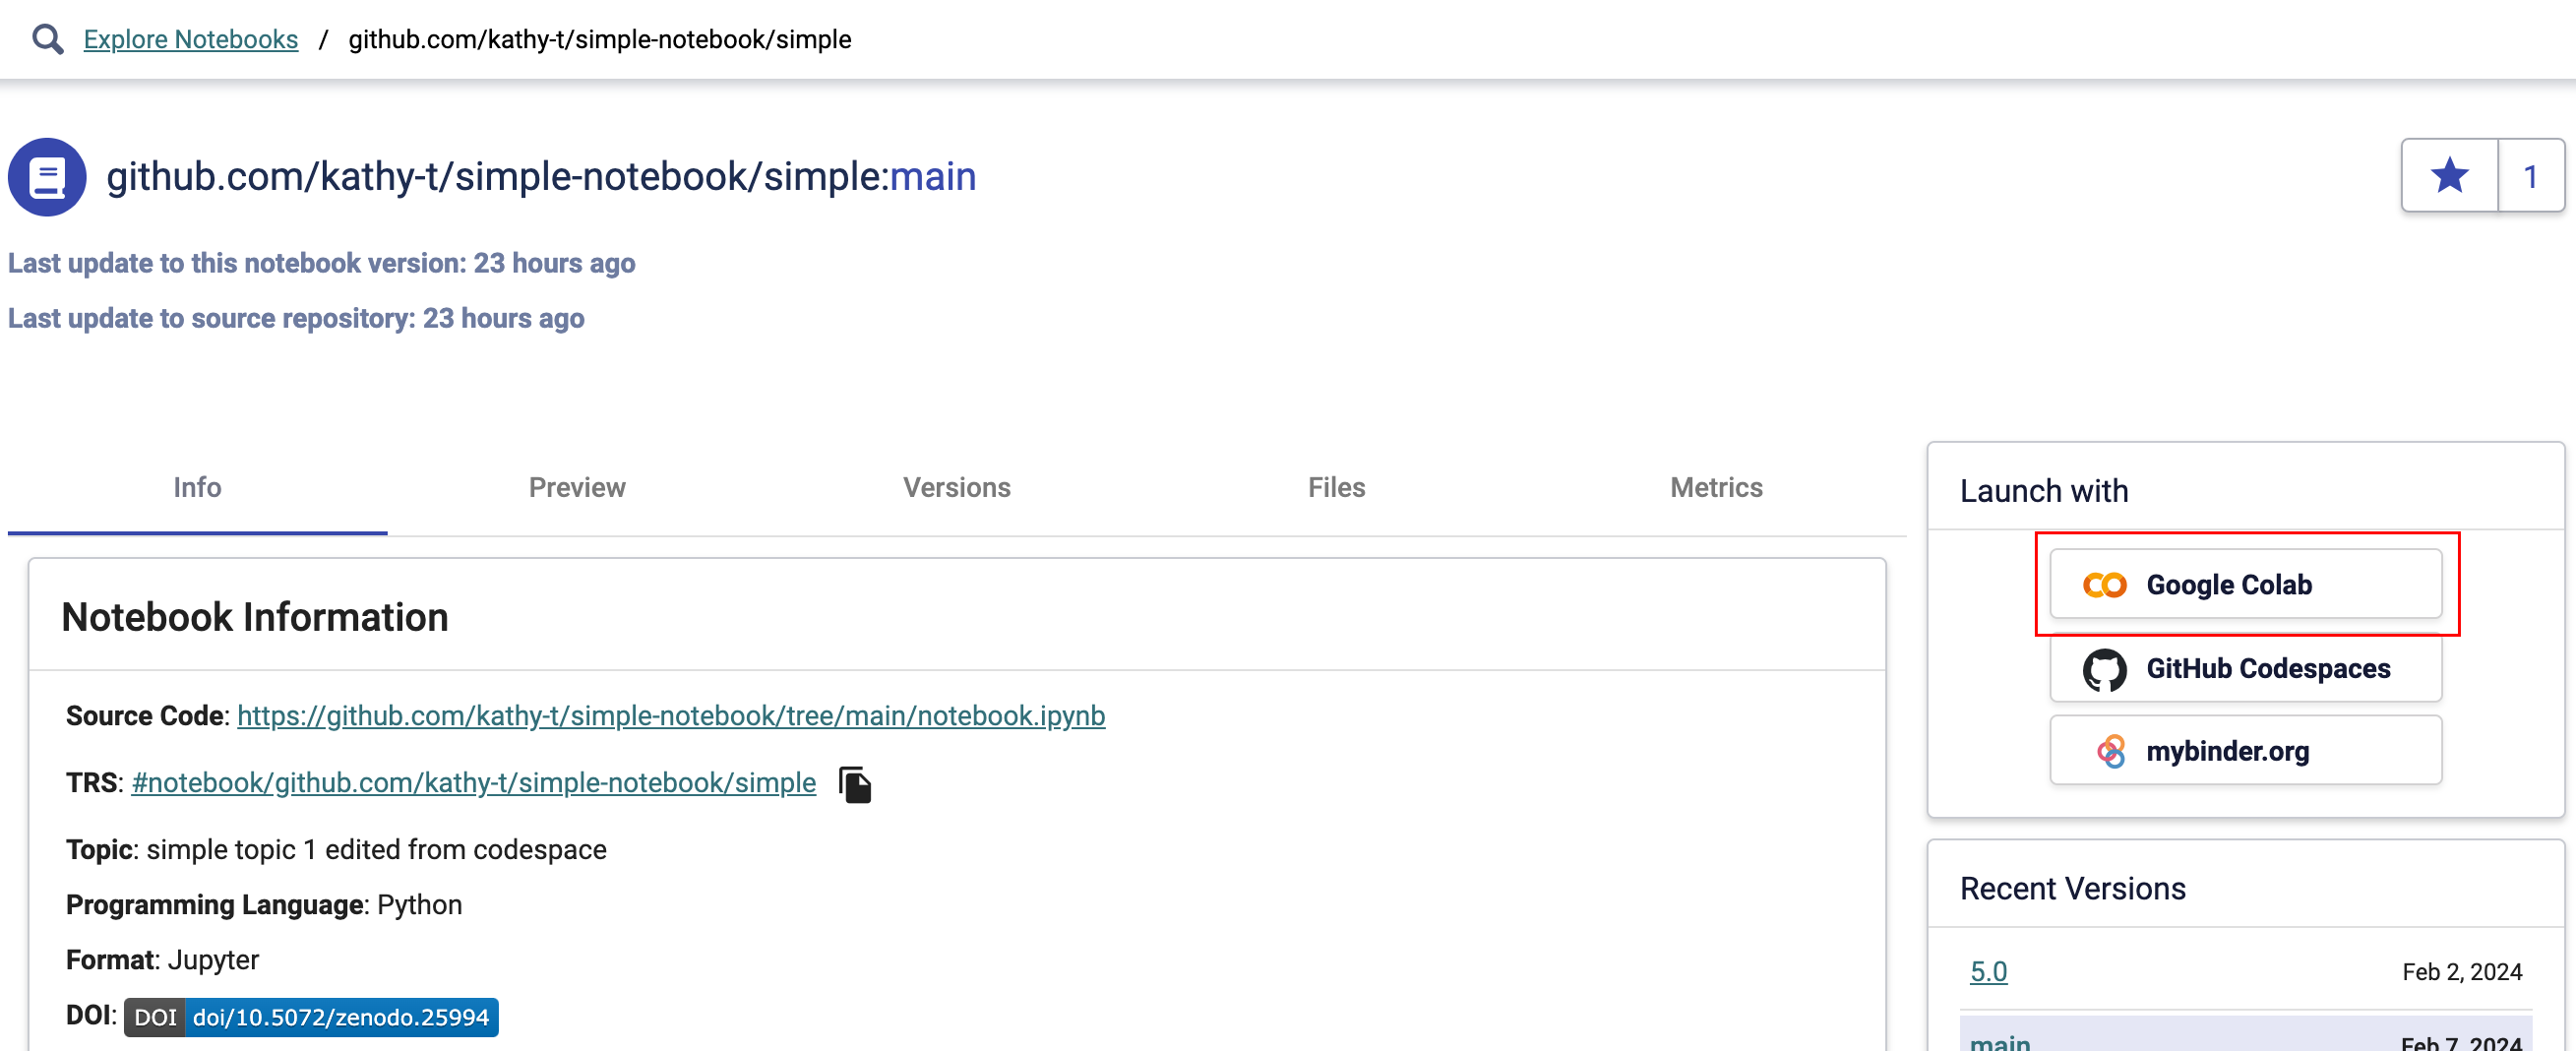 Explore Notebooks / github.com/kathy-t/simple-notebook/simple
github.com/kathy-t/simple-notebook/simple:main
1
Last update to this notebook version: 23 hours ago
Last update to source repository: 23 hours ago
Info Preview Versions Files Metrics
Notebook Information
Source Code: https://github.com/kathy-t/simple-notebook/tree/main/notebook.ipynb
TRS: #notebook/github.com/kathy-t/simple-notebook/simple
Topic: simple topic 1 edited from codespace
Programming Language: Python
Format: Jupyter
DOI: DOI doi/10.5072/zenodo.25994
Launch with
Google Colab
GitHub Codespaces
mybinder.org
Recent Versions
5.0 Feb 2, 2024
main Feb 7, 2024